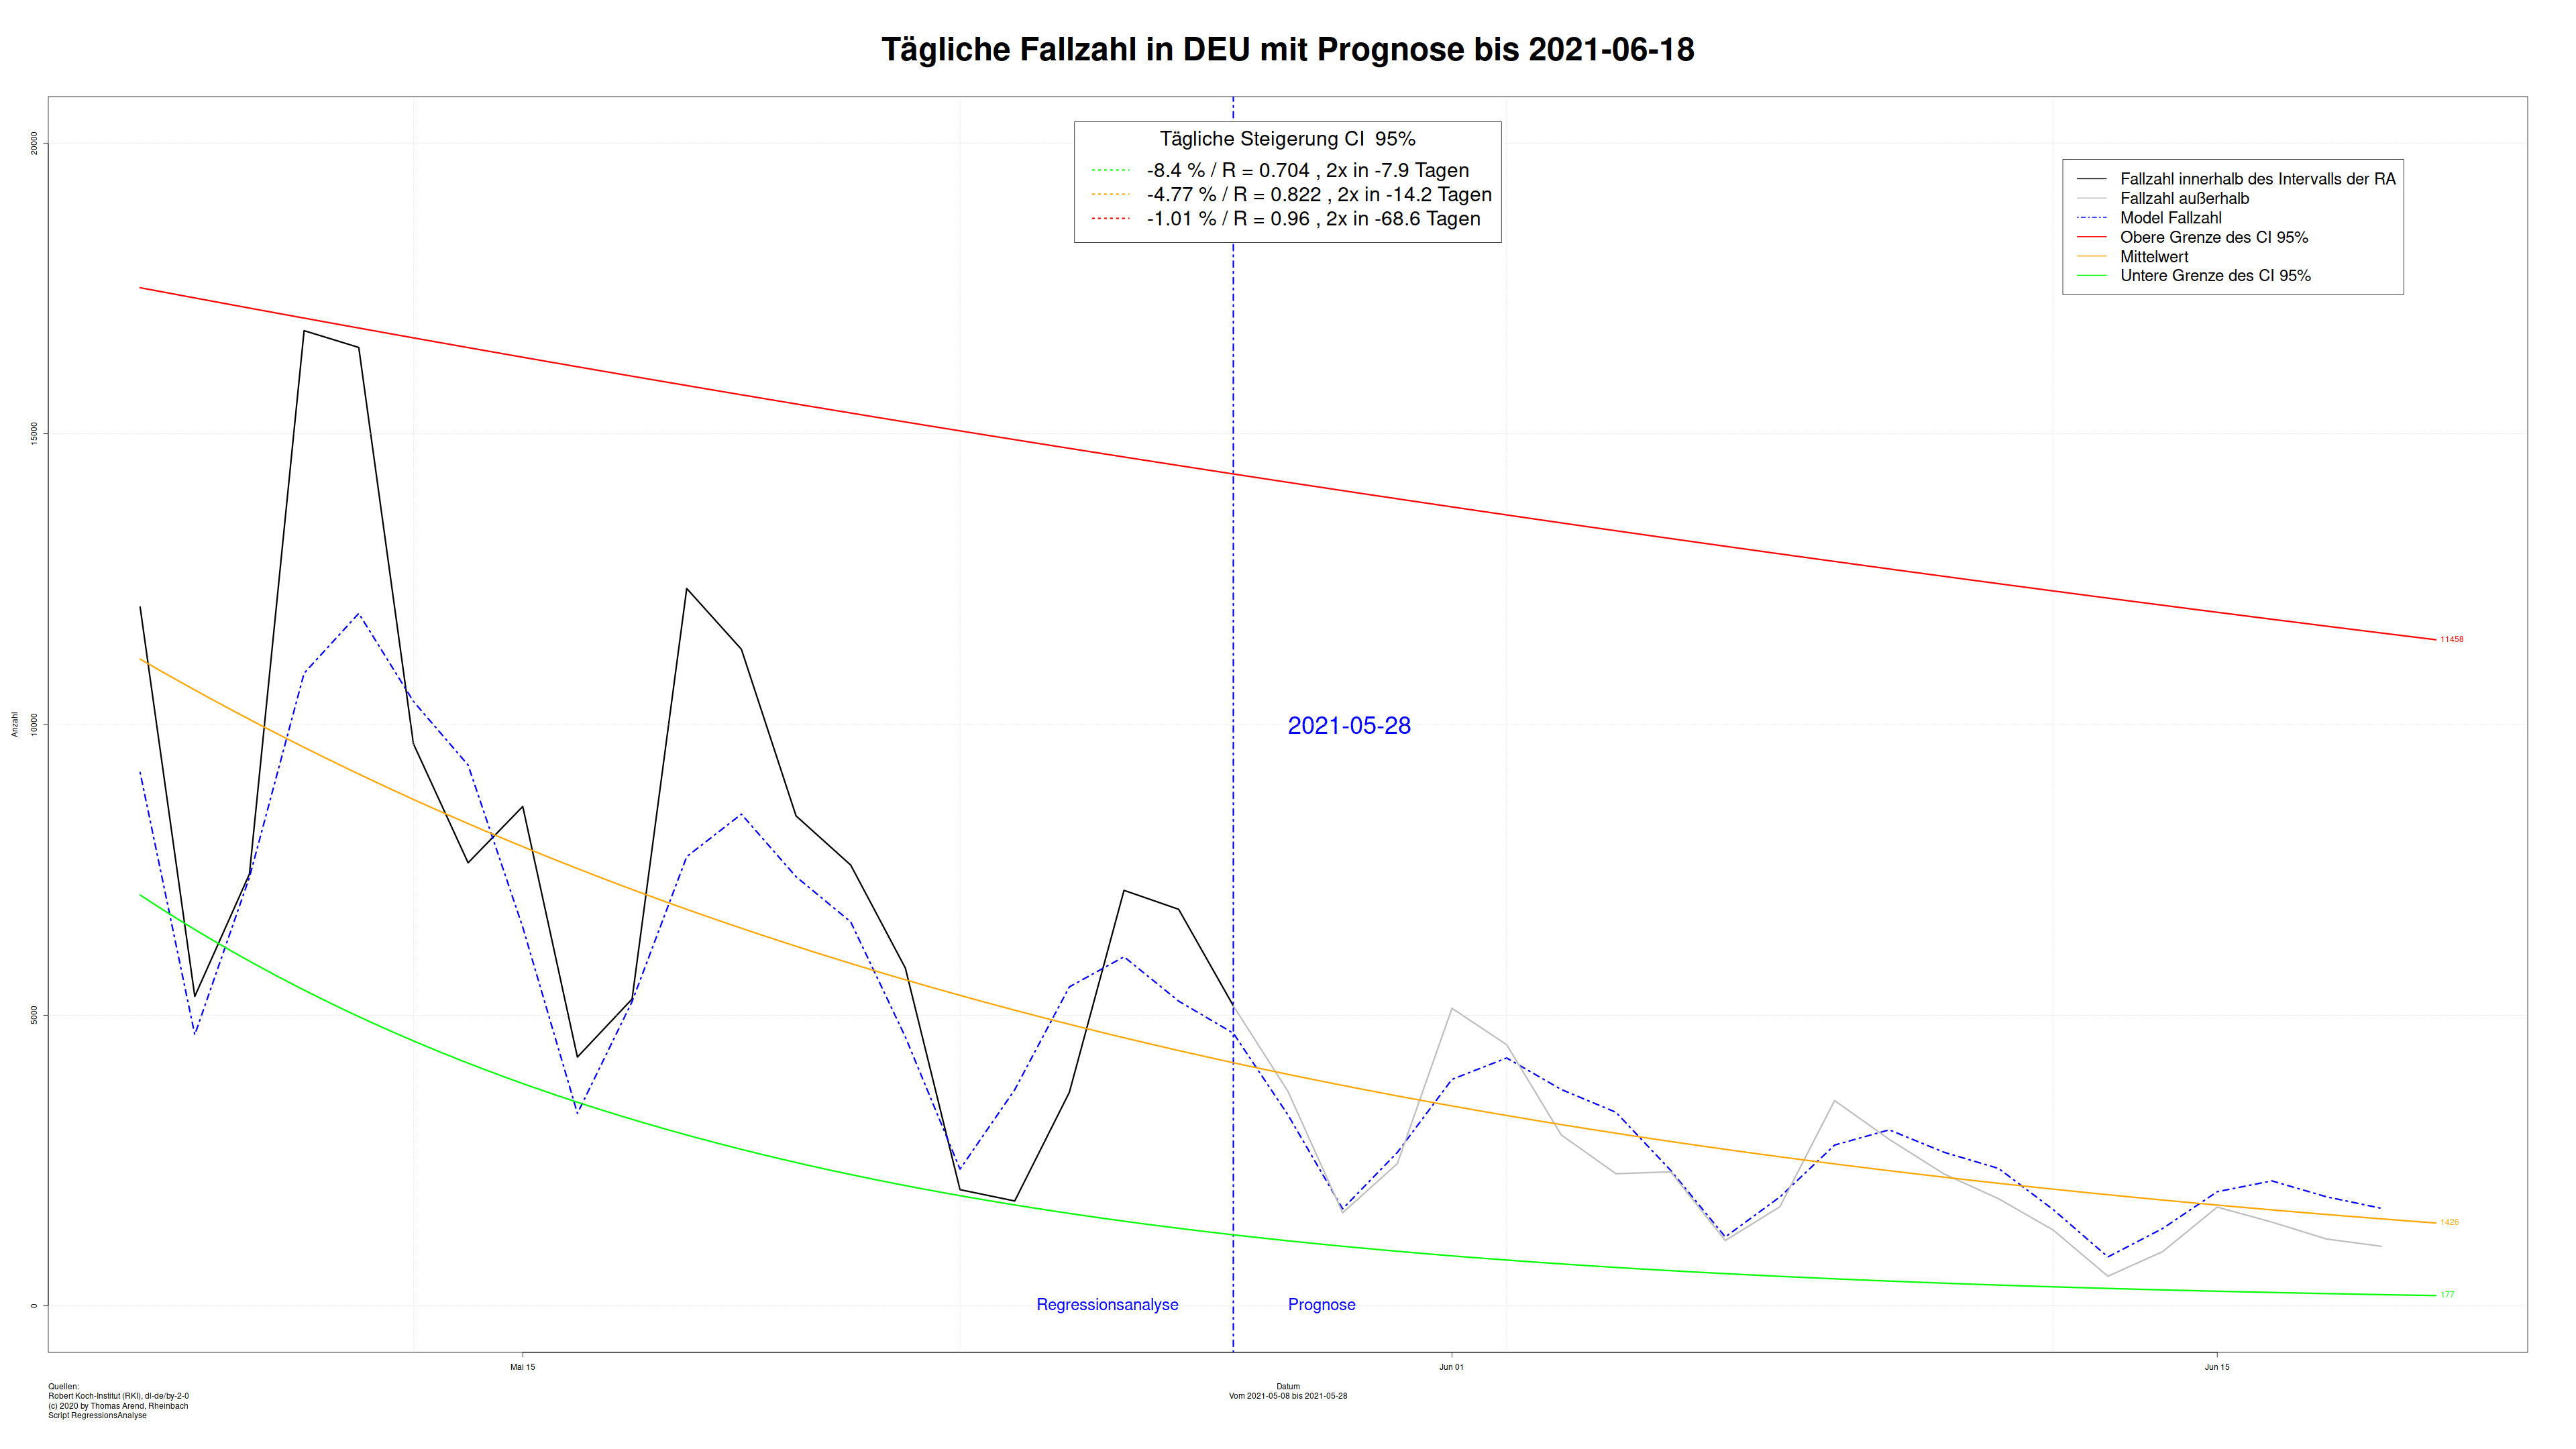 Tägliche Fallzahl in DEU mit Prognose bis 2021-06-18
Tägliche Steigerung CI  95%
-8.4 % / R = 0.704 , 2x in -7.9 Tagen
-4.77 % / R = 0.822 , 2x in -14.2 Tagen
-1.01 % / R = 0.96 , 2x in -68.6 Tagen
Fallzahl innerhalb des Intervalls der RA
Fallzahl außerhalb
Model Fallzahl
Obere Grenze des CI 95%
Mittelwert
Untere Grenze des CI 95%
20000
15000
10000
5000
0
Anzahl
2021-05-28
11458
1426
177
Regressionsanalyse
Prognose
Mai 15
Jun 01
Jun 15
Datum
Vom 2021-05-08 bis 2021-05-28
Quellen:
Robert Koch-Institut (RKI), dl-de/by-2-0
(c) 2020 by Thomas Arend, Rheinbach
Script RegressionsAnalyse